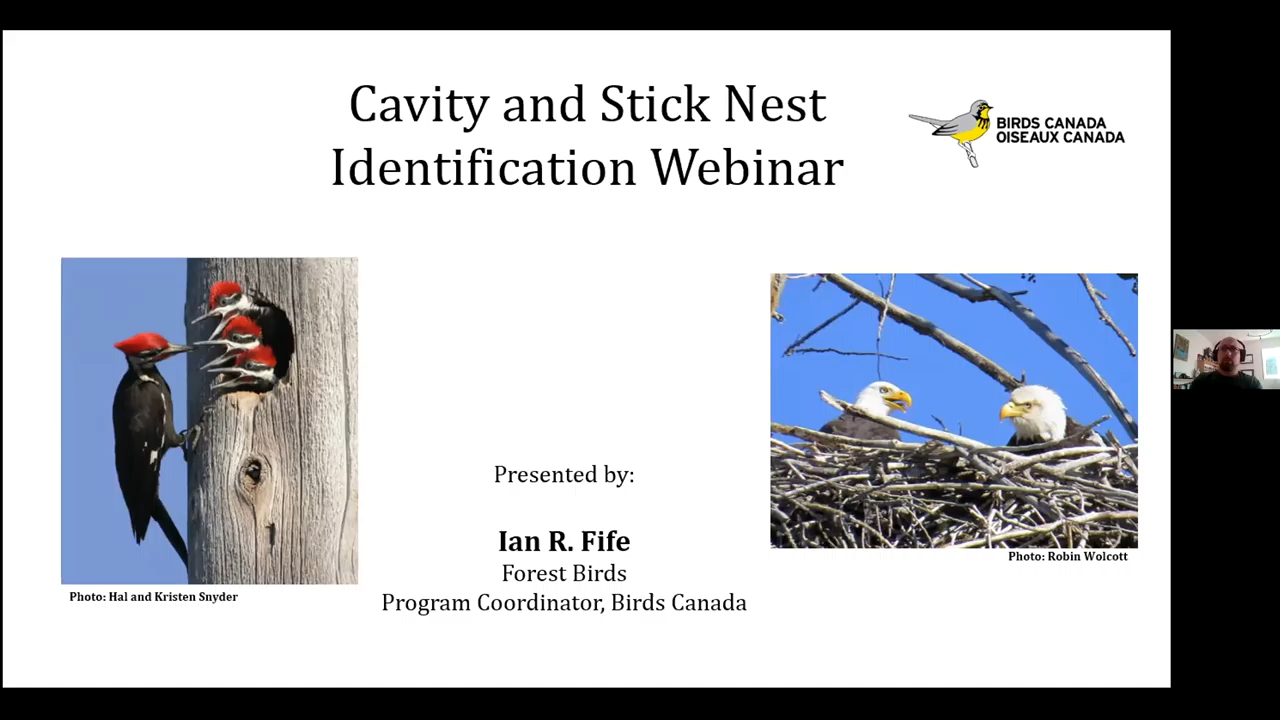 Cavity and Stick Nest
Identification Webinar
BIRDS CANADA
OISEAUX CANADA
Presented by:
Ian R. Fife
Forest Birds
Program Coordinator, Birds Canada
Photo: Hal and Kristen Snyder
Photo: Robin Wolcott